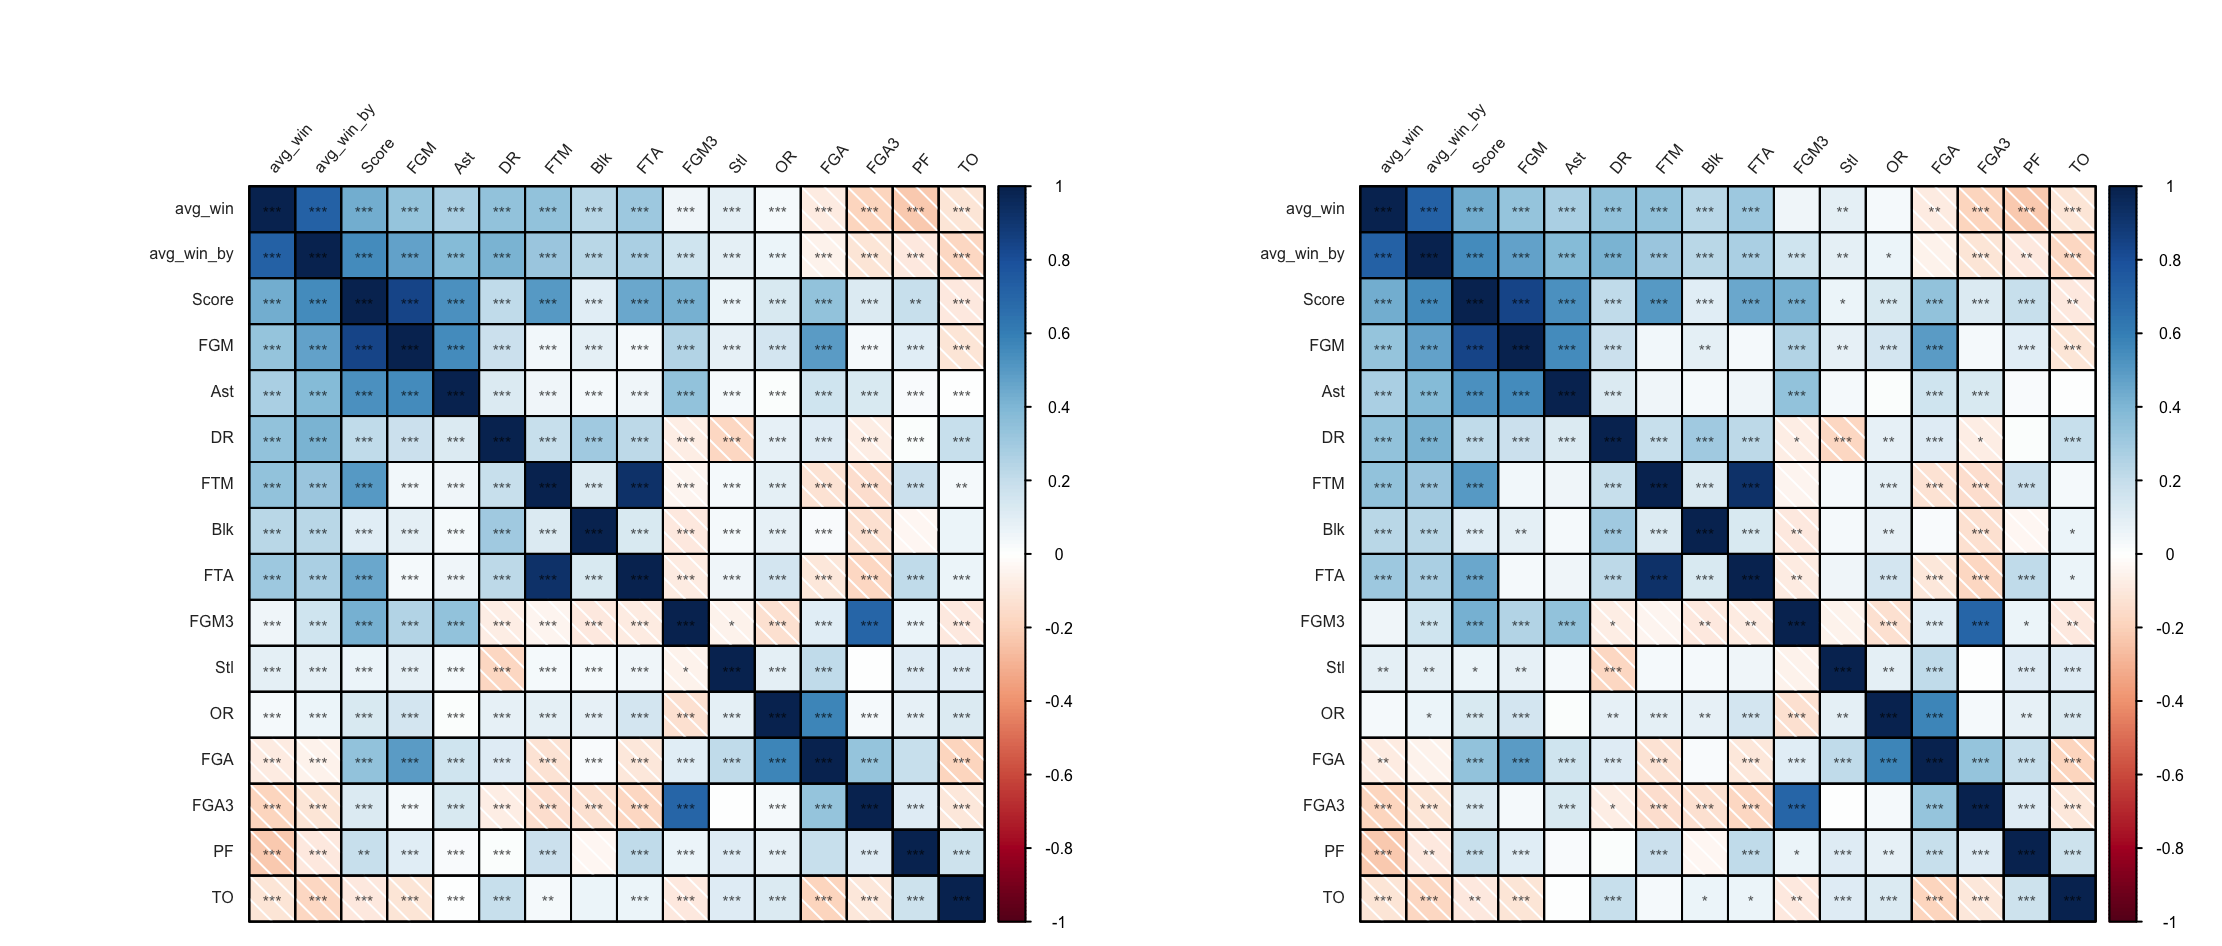 avg_win avg_win_by Score FGM Ast DR FTM Blk FTA FGM3 Stl OR FGA FGA3 PF TO
avg_win *** *** *** *** *** *** *** *** *** *** *** *** *** *** *** ***
avg_win_by *** *** *** *** *** *** *** *** *** *** *** *** *** *** *** ***
Score *** *** *** *** *** *** *** *** *** *** *** *** *** *** ** ***
FGM *** *** *** *** *** *** *** *** *** *** *** *** *** *** *** ***
Ast *** *** *** *** *** *** *** *** *** *** *** *** *** *** *** ***
DR *** *** *** *** *** *** *** *** *** *** *** *** *** *** *** ***
FTM *** *** *** *** *** *** *** *** *** *** *** *** *** *** *** **
Blk *** *** *** *** *** *** *** *** *** *** *** *** *** ***
FTA *** *** *** *** *** *** *** *** *** *** *** *** *** *** *** ***
FGM3 *** *** *** *** *** *** *** *** *** *** * *** *** *** *** ***
Stl *** *** *** *** *** *** *** *** *** * *** *** *** *** ***
OR *** *** *** *** *** *** *** *** *** *** *** *** *** *** *** ***
FGA *** *** *** *** *** *** *** *** *** *** *** *** *** *** ***
FGA3 *** *** *** *** *** *** *** *** *** *** *** *** *** *** ***
PF *** *** ** *** *** *** *** *** *** *** *** *** *** ***
TO *** *** *** *** *** *** ** *** *** *** *** *** *** *** ***
1
0.8
0.6
0.4
0.2
0
-0.2
-0.4
-0.6
-0.8
-1
avg_win avg_win_by Score FGM Ast DR FTM Blk FTA FGM3 Stl OR FGA FGA3 PF TO
avg_win *** *** *** *** *** *** *** *** *** ** ** *** *** ***
avg_win_by *** *** *** *** *** *** *** *** *** *** ** * *** ** ***
Score *** *** *** *** *** *** *** *** *** *** * *** *** *** *** **
FGM *** *** *** *** *** *** ** *** ** *** *** *** ***
Ast *** *** *** *** *** *** *** *** ***
DR *** *** *** *** *** *** *** *** *** * *** ** *** * ***
FTM *** *** *** *** *** *** *** *** *** *** ***
Blk *** *** *** ** *** *** *** *** ** ** *** *
FTA *** *** *** *** *** *** *** ** *** *** *** *** *
FGM3 *** *** *** *** * ** ** *** *** *** *** * **
Stl ** ** * ** *** *** ** *** *** ***
OR * *** *** ** *** ** *** *** ** *** *** ** ***
FGA ** *** *** *** *** *** *** *** *** *** *** *** *** ***
FGA3 *** *** *** *** * *** *** *** *** *** *** *** ***
PF *** ** *** *** *** *** * *** ** *** *** *** ***
TO *** *** ** *** *** * * ** *** *** *** *** *** ***
1
0.8
0.6
0.4
0.2
0
-0.2
-0.4
-0.6
-0.8
-1